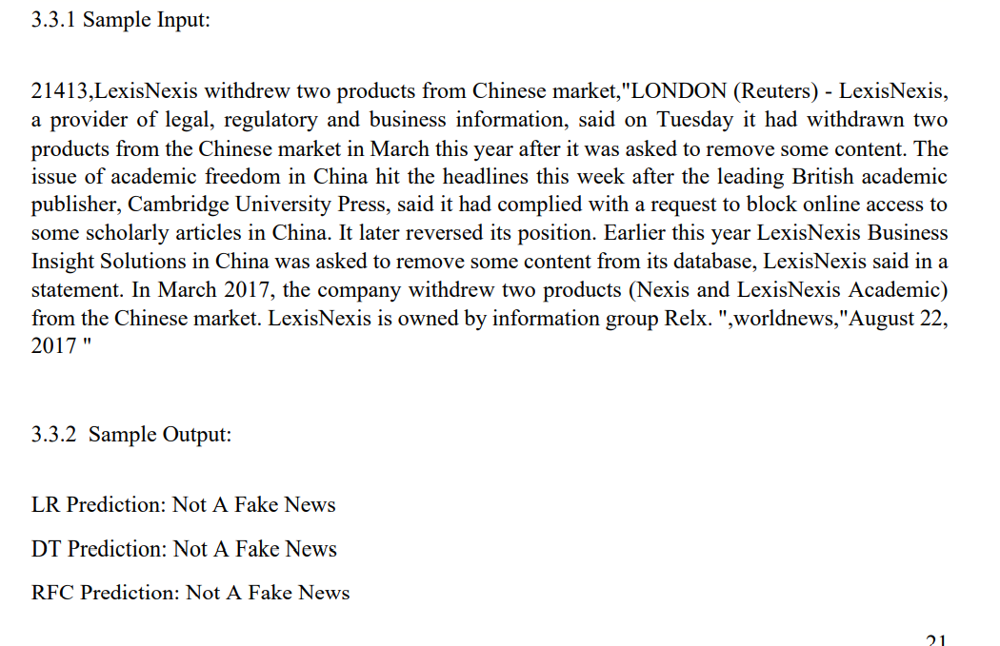 3.3.1 Sample Input:
21413,LexisNexis withdrew two products from Chinese market,"LONDON (Reuters) - LexisNexis,
a provider of legal, regulatory and business information, said on Tuesday it had withdrawn two
products from the Chinese market in March this year after it was asked to remove some content. The
issue of academic freedom in China hit the headlines this week after the leading British academic
publisher, Cambridge University Press, said it had complied with a request to block online access to
some scholarly articles in China. It later reversed its position. Earlier this year LexisNexis Business
Insight Solutions in China was asked to remove some content from its database, LexisNexis said in a
statement. In March 2017, the company withdrew two products (Nexis and LexisNexis Academic)
from the Chinese market. LexisNexis is owned by information group Relx. ",worldnews,"August 22,
2017 "
3.3.2  Sample Output:
LR Prediction: Not A Fake News
DT Prediction: Not A Fake News
RFC Prediction: Not A Fake News
21